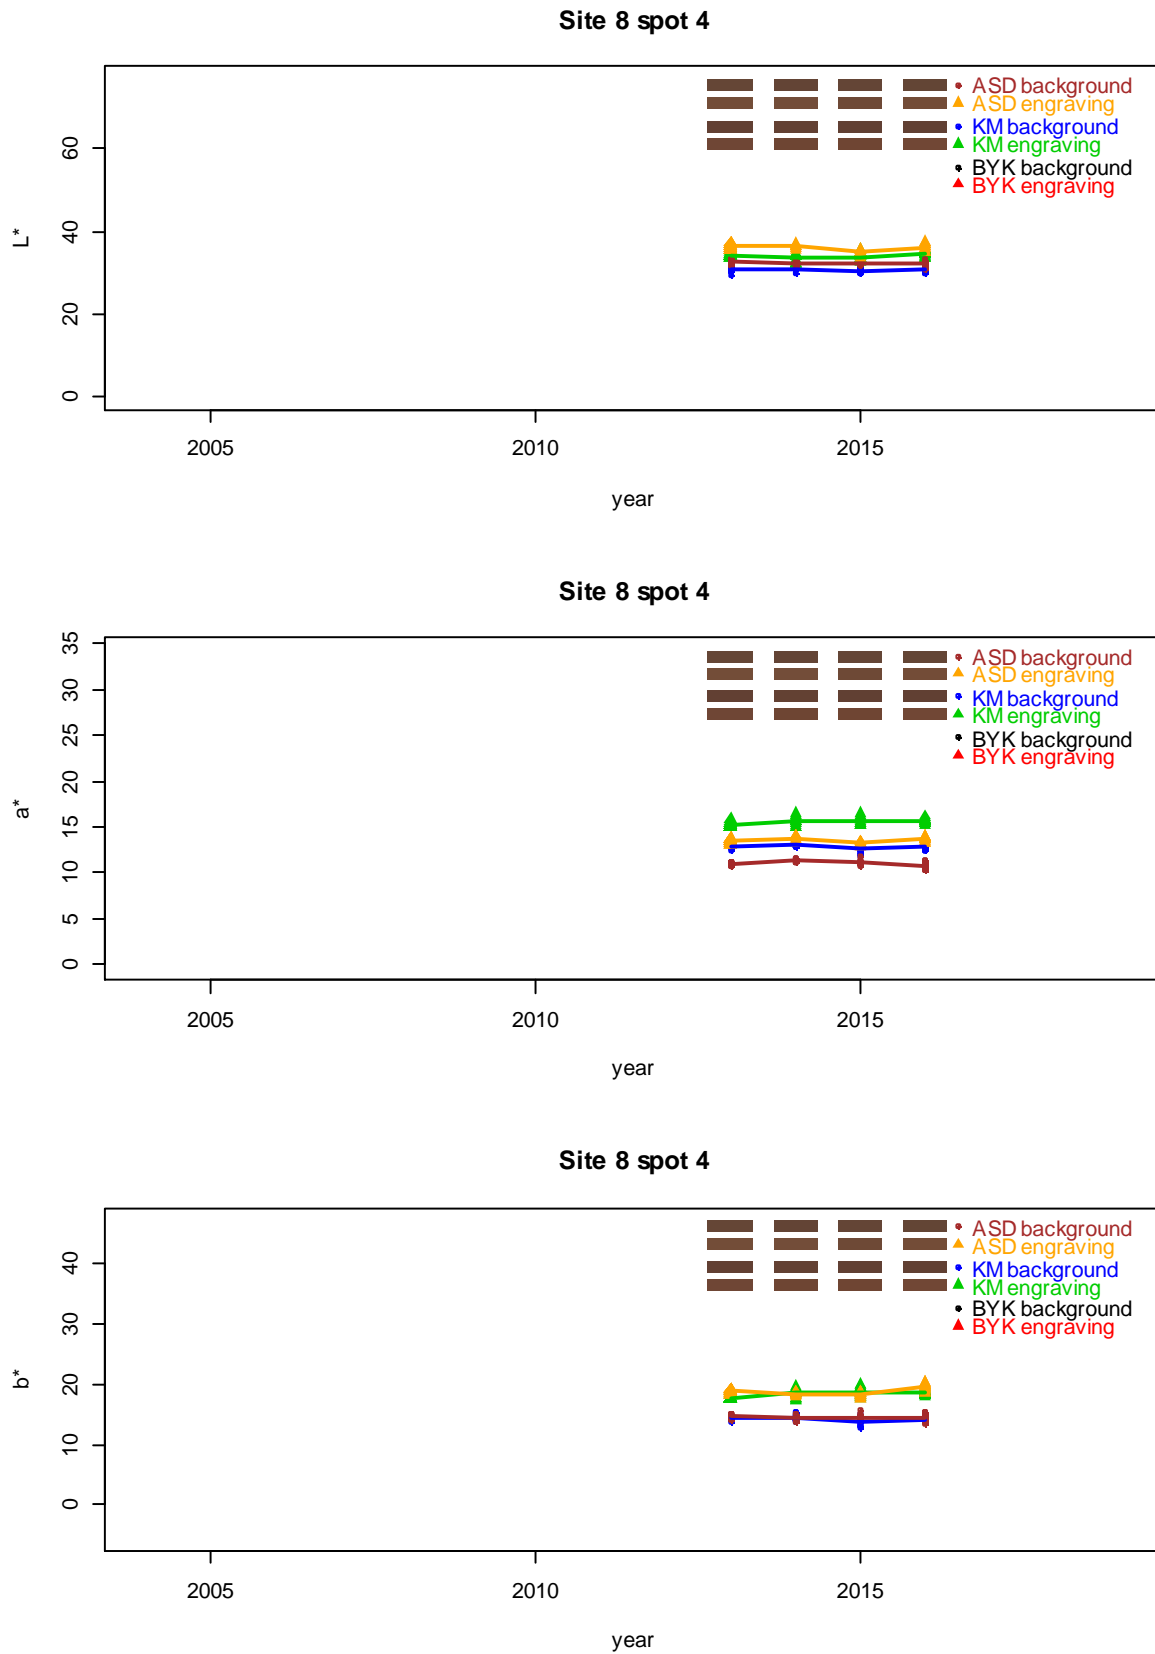 Site 8 spot 4
ASD background
ASD engraving
KM background
KM engraving
BYK background
BYK engraving
L*
60
40
20
0
2005 2010 2015
year
Site 8 spot 4
ASD background
ASD engraving
KM background
KM engraving
BYK background
BYK engraving
a*
35
30
25
20
15
10
5
0
2005 2010 2015
year
Site 8 spot 4
ASD background
ASD engraving
KM background
KM engraving
BYK background
BYK engraving
b*
40
30
20
10
0
2005 2010 2015
year